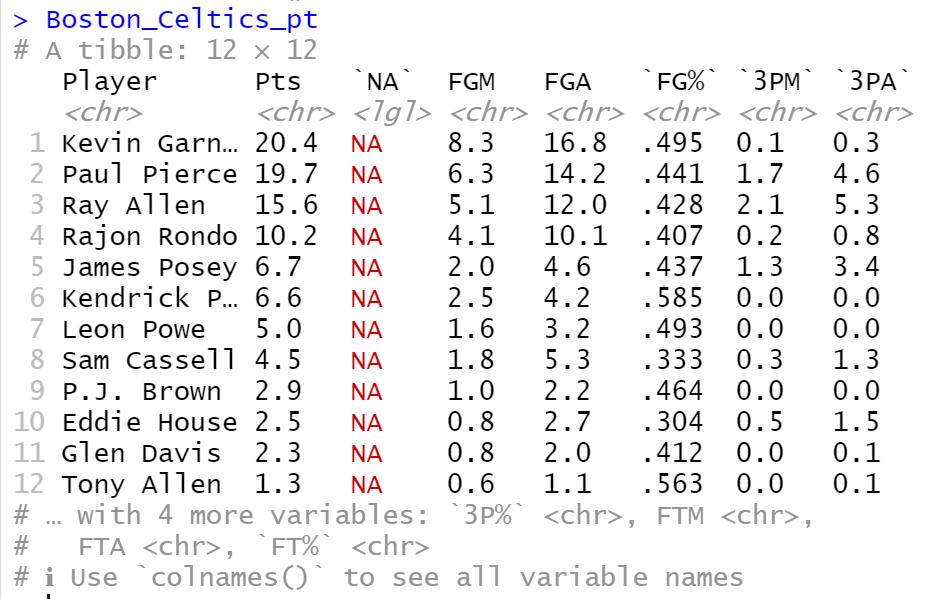 > Boston_Celtics_pt
# A tibble: 12 × 12
Player Pts `NA` FGM FGA `FG%` `3PM` `3PA`
<chr> <chr> <lgl> <chr> <chr> <chr> <chr> <chr>
1 Kevin Garn… 20.4 NA 8.3 16.8 .495 0.1 0.3
2 Paul Pierce 19.7 NA 6.3 14.2 .441 1.7 4.6
3 Ray Allen 15.6 NA 5.1 12.0 .428 2.1 5.3
4 Rajon Rondo 10.2 NA 4.1 10.1 .407 0.2 0.8
5 James Posey 6.7 NA 2.0 4.6 .437 1.3 3.4
6 Kendrick P… 6.6 NA 2.5 4.2 .585 0.0 0.0
7 Leon Powe 5.0 NA 1.6 3.2 .493 0.0 0.0
8 Sam Cassell 4.5 NA 1.8 5.3 .333 0.3 1.3
9 P.J. Brown 2.9 NA 1.0 2.2 .464 0.0 0.0
10 Eddie House 2.5 NA 0.8 2.7 .304 0.5 1.5
11 Glen Davis 2.3 NA 0.8 2.0 .412 0.0 0.1
12 Tony Allen 1.3 NA 0.6 1.1 .563 0.0 0.1
# … with 4 more variables: `3P%` <chr>, FTM <chr>,
# FTA <chr>, `FT%` <chr>
# ℹ Use `colnames()` to see all variable names